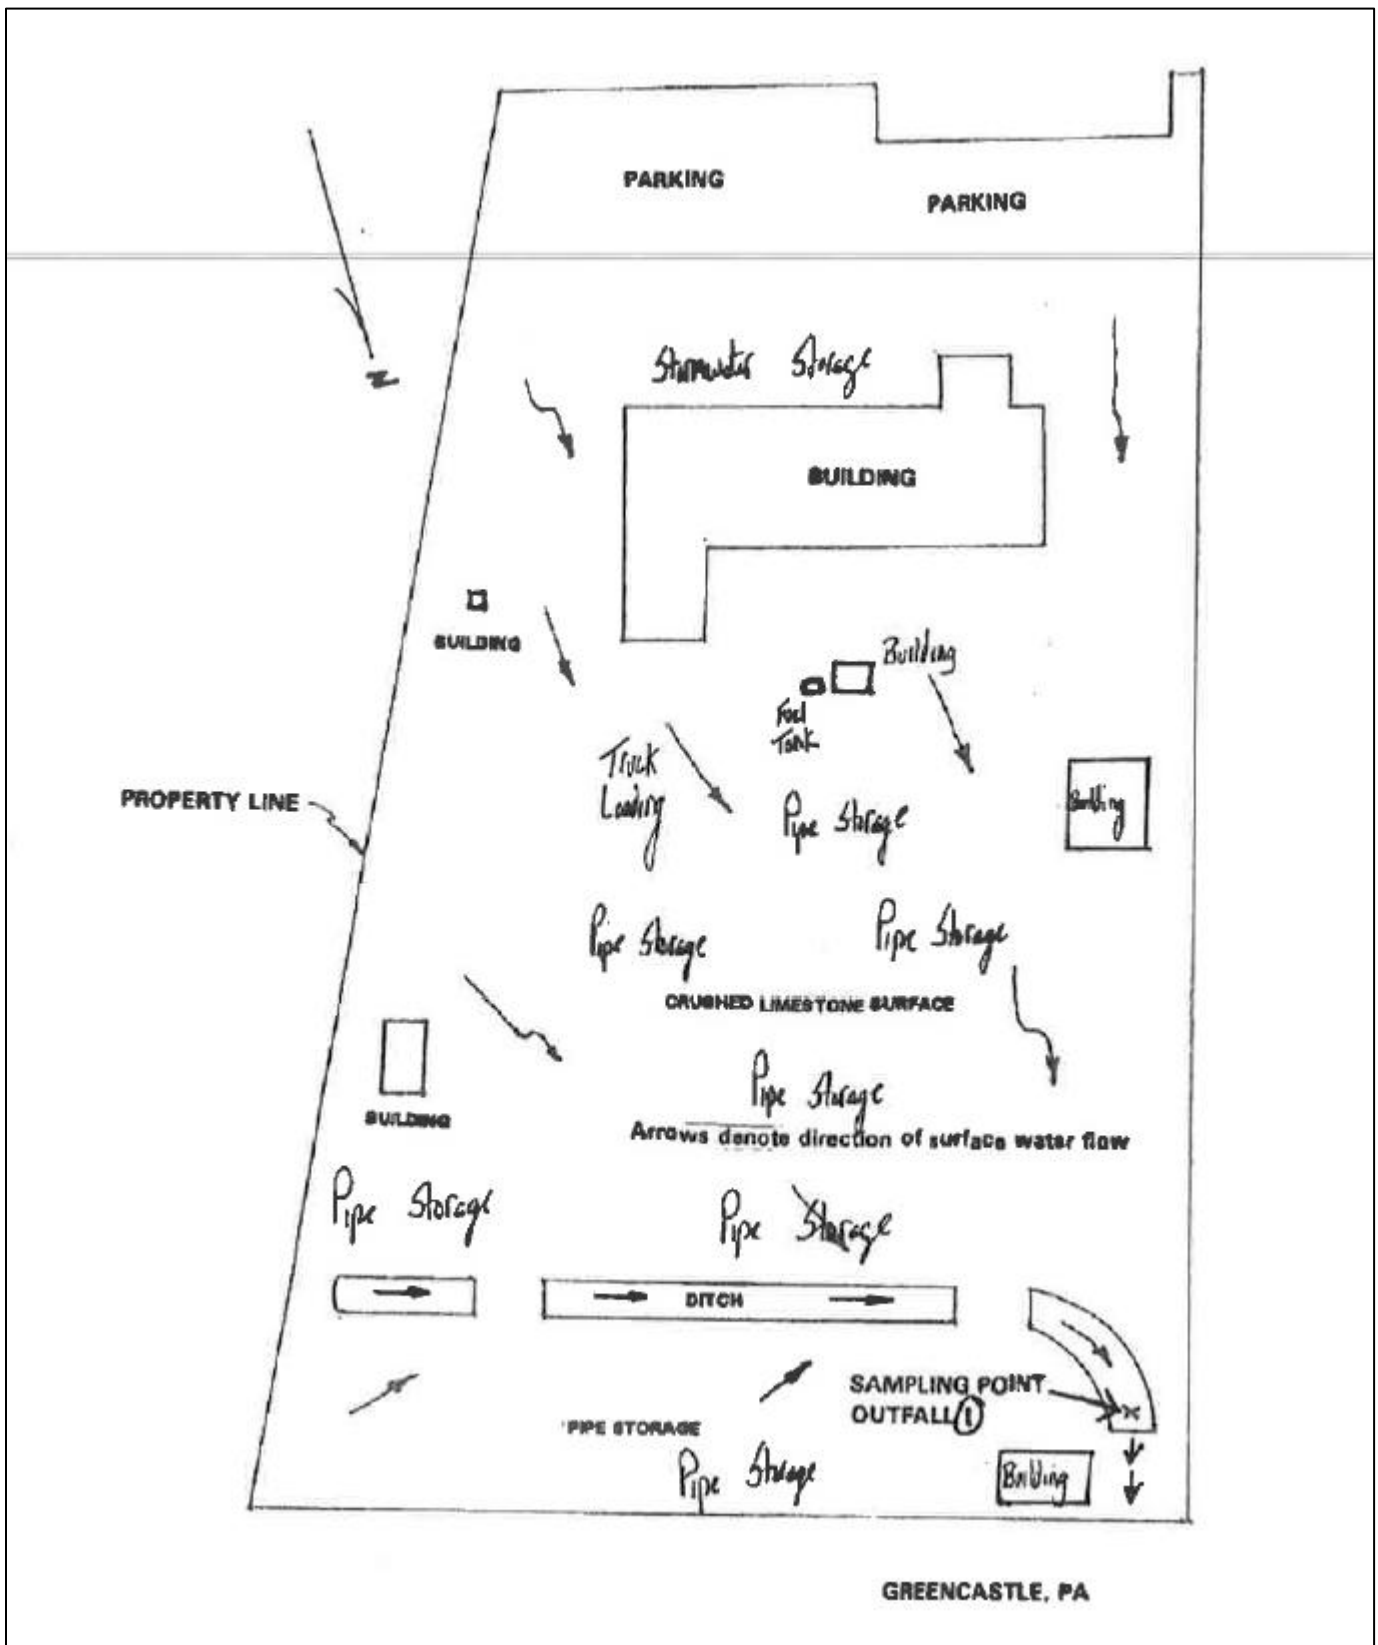 PARKING
PARKING
N
Stormwater Storage
BUILDING
BUILDING
Building
Fuel
Tank
Truck
Loading
PROPERTY LINE
Pipe Storage
Building
Pipe Storage
Pipe Storage
CRUSHED LIMESTONE SURFACE
Pipe Storage
BUILDING
Arrows denote direction of surface water flow
Pipe Storage
Pipe Storage
DITCH
SAMPLING POINT
OUTFALL 1
PIPE STORAGE
Pipe Storage
Building
GREENCASTLE, PA